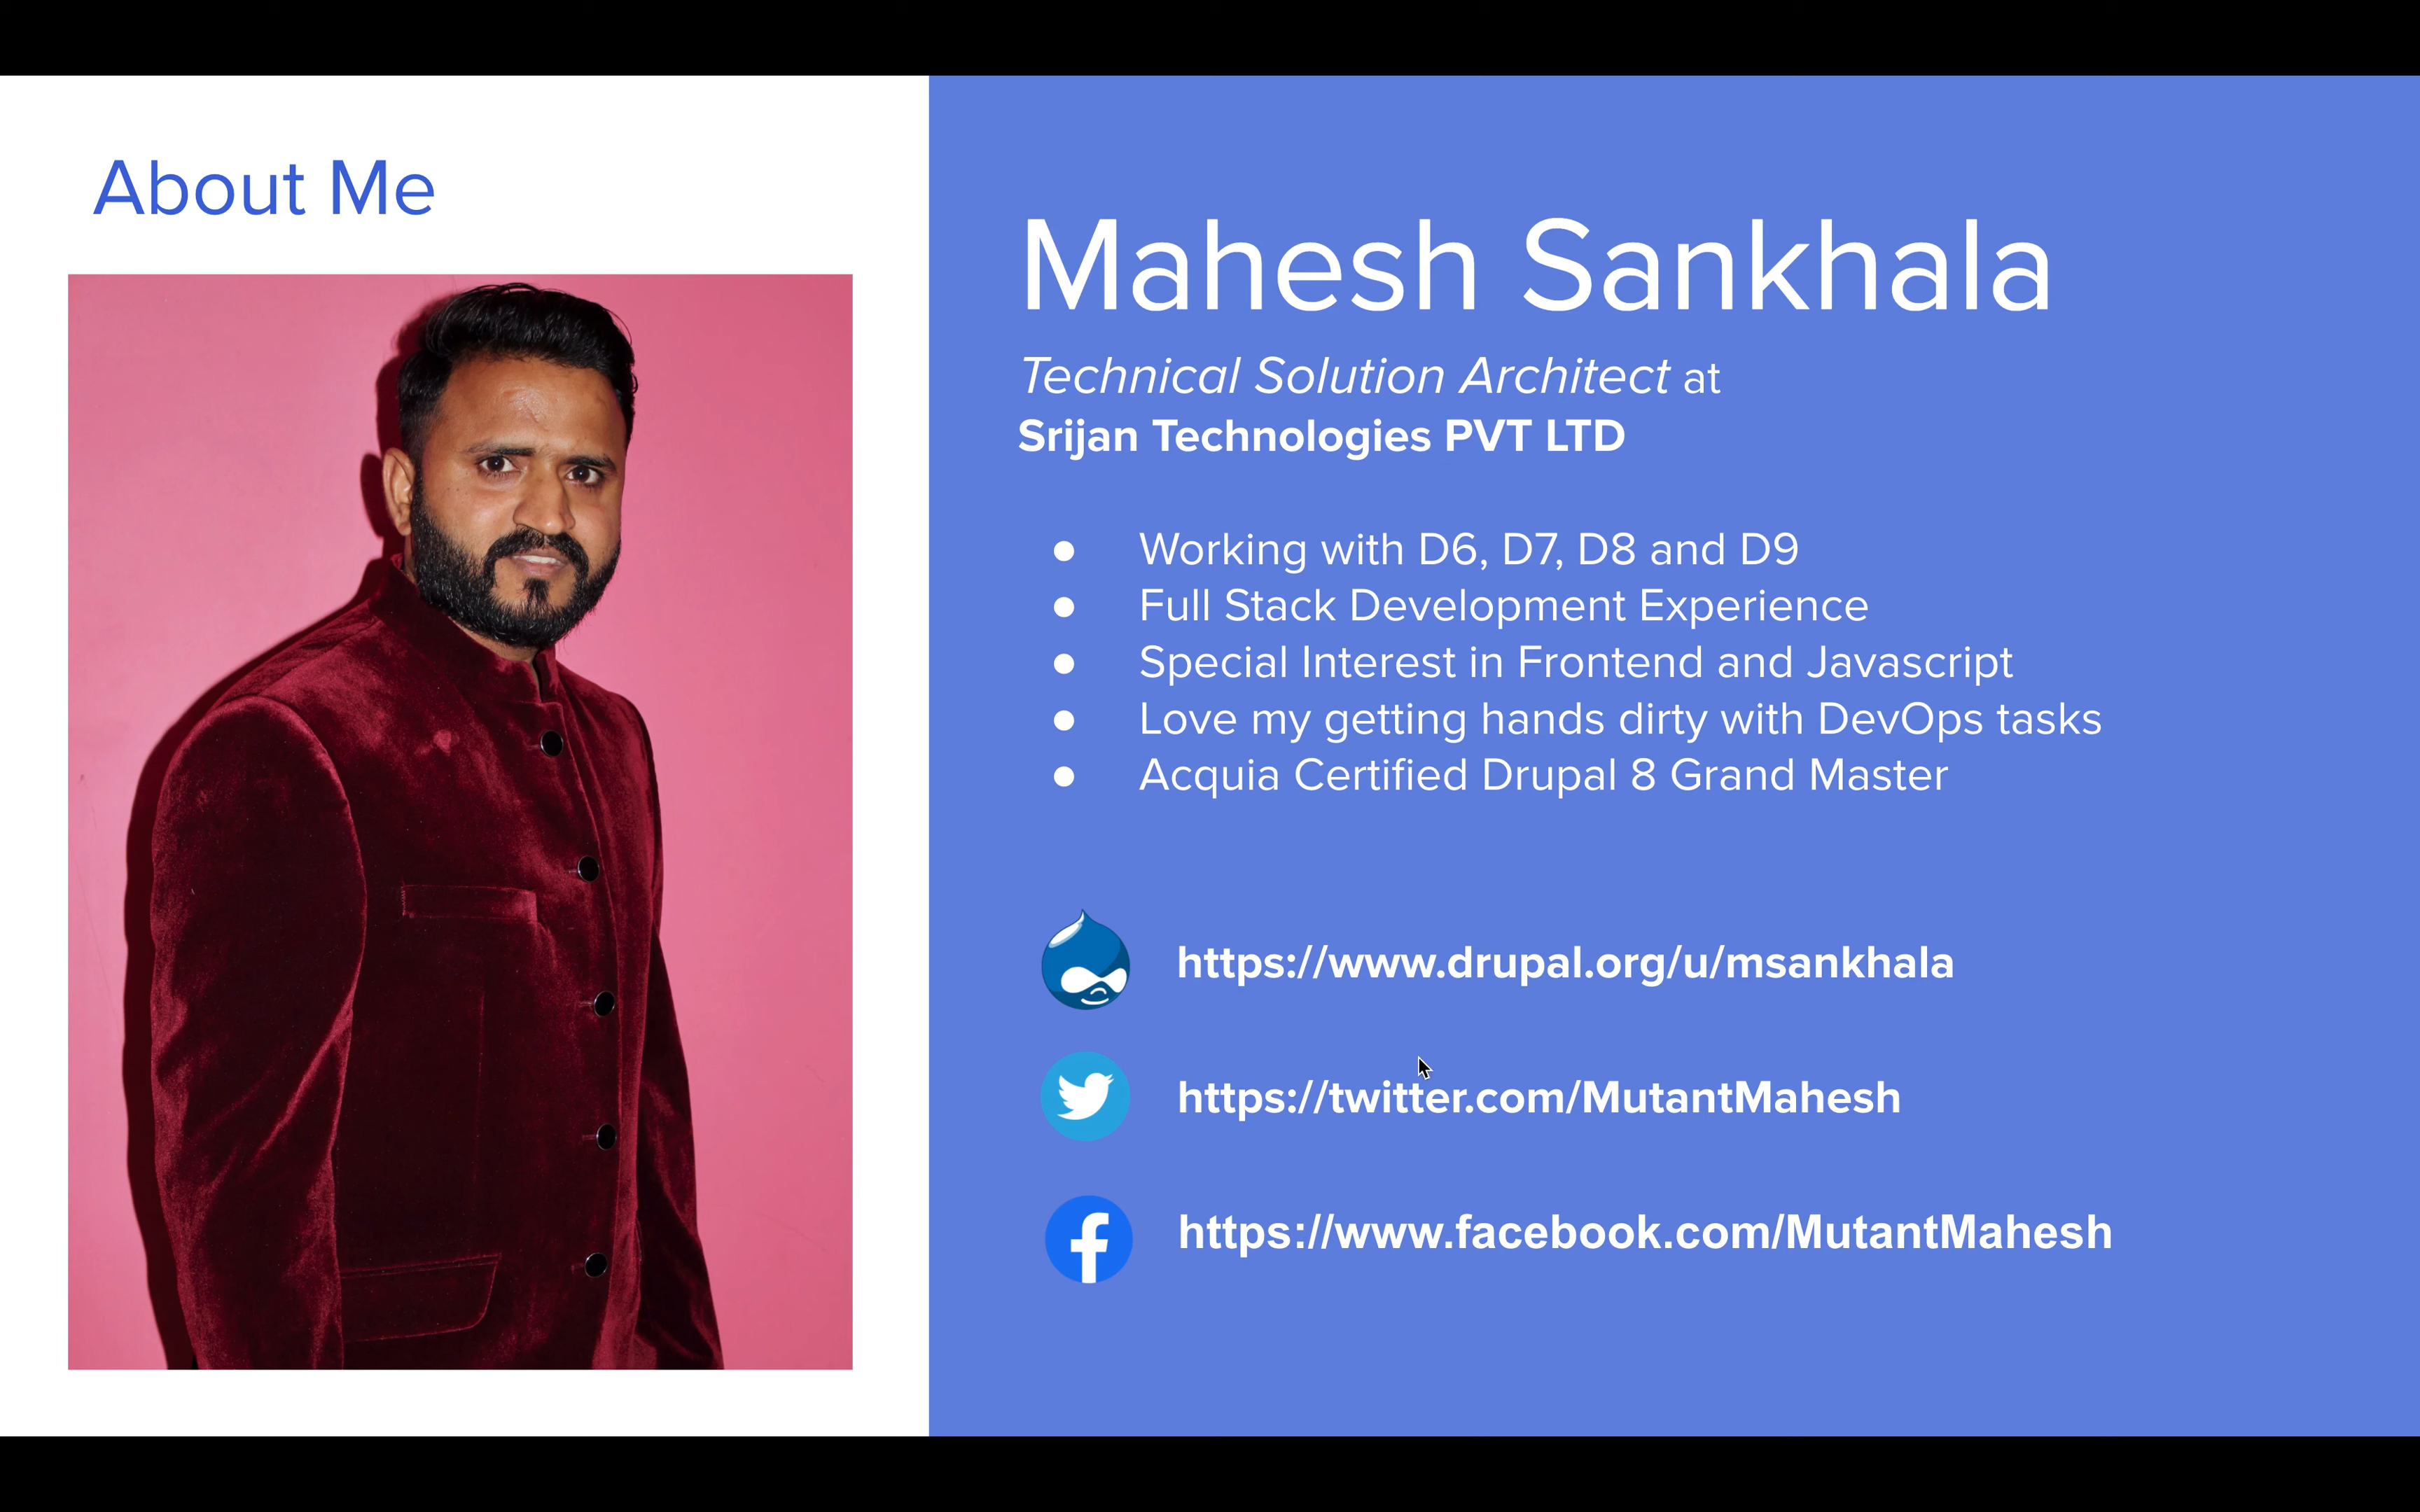 About Me
Mahesh Sankhala
Technical Solution Architect at
Srijan Technologies PVT LTD
● Working with D6, D7, D8 and D9
● Full Stack Development Experience
● Special Interest in Frontend and Javascript
● Love my getting hands dirty with DevOps tasks
● Acquia Certified Drupal 8 Grand Master
https://www.drupal.org/u/msankhala
https://twitter.com/MutantMahesh
https://www.facebook.com/MutantMahesh